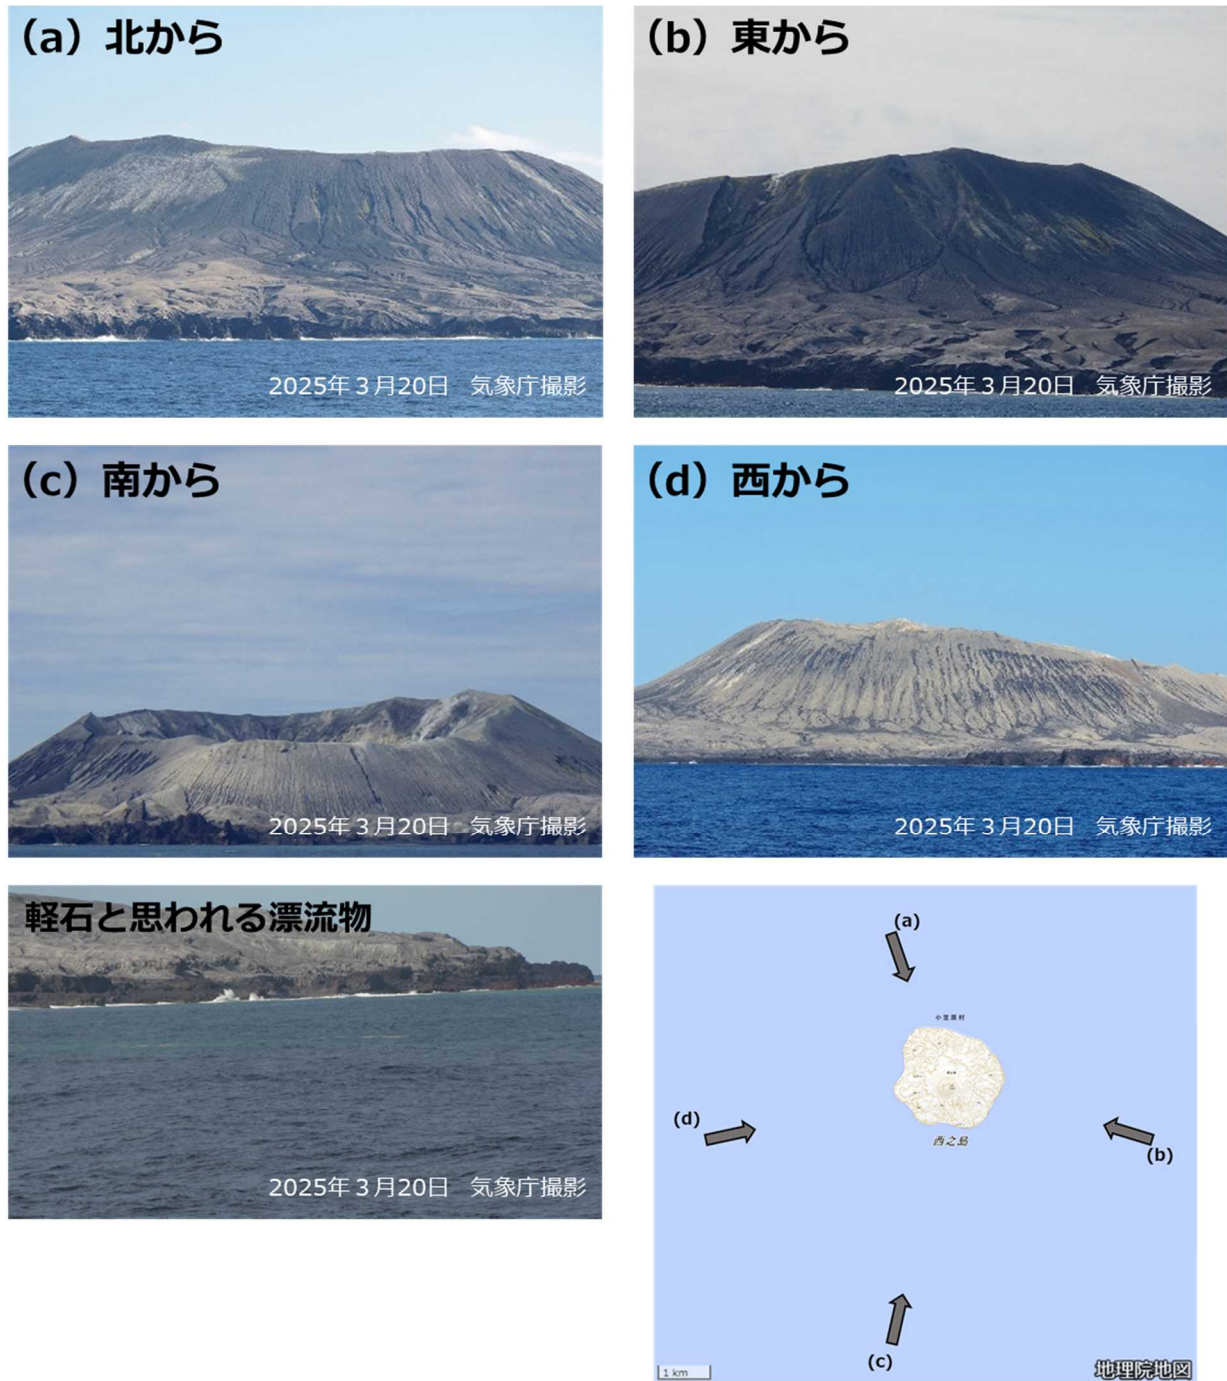 （a）北から
2025年３月20日　気象庁撮影
（b）東から
2025年３月20日　気象庁撮影
（c）南から
2025年３月20日　気象庁撮影
（d）西から
2025年３月20日　気象庁撮影
軽石と思われる漂流物
2025年３月20日　気象庁撮影
(a)
小笠原村
西之島
(d)
(b)
(c)
1 km
地理院地図